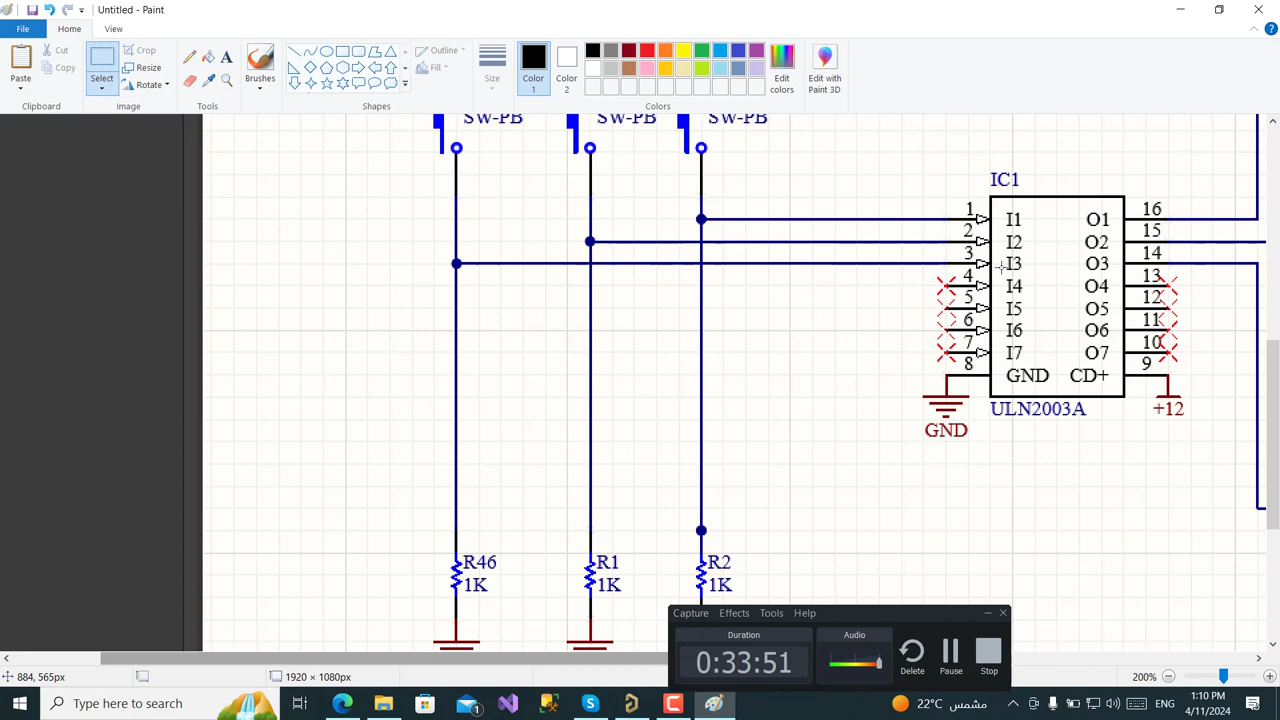 Untitled - Paint
File
Home
View
Paste
Cut
Copy
Clipboard
Select
Crop
Resize
Rotate
Image
Tools
Brushes
Shapes
Outline
Fill
Size
Color 1
Color 2
Edit colors
Edit with Paint 3D
Colors
SW-PB
SW-PB
SW-PB
IC1
1 I1 O1 16
2 I2 O2 15
3 I3 O3 14
4 I4 O4 13
5 I5 O5 12
6 I6 O6 11
7 I7 O7 10
8 GND CD+ 9
ULN2003A
+12
GND
R46
1K
R1
1K
R2
1K
Capture Effects Tools Help
Duration
0:33:51
Audio
Delete
Pause
Stop
884, 565px
1920 × 1080px
200%
Type here to search
22°C مشمس
ENG
1:10 PM
4/11/2024